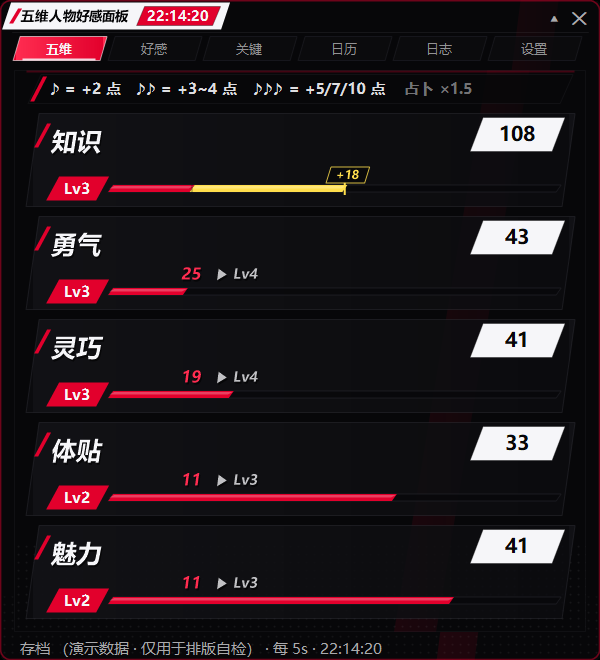 五维人物好感面板 22:14:20
五维 好感 关键 日历 日志 设置
♪ = +2 点 ♪♪ = +3~4 点 ♪♪♪ = +5/7/10 点 占卜 ×1.5
知识 108
+18
Lv3
勇气 43
25 ▶ Lv4
Lv3
灵巧 41
19 ▶ Lv4
Lv3
体贴 33
11 ▶ Lv3
Lv2
魅力 41
11 ▶ Lv3
Lv2
存档 （演示数据 · 仅用于排版自检） · 每 5s · 22:14:20